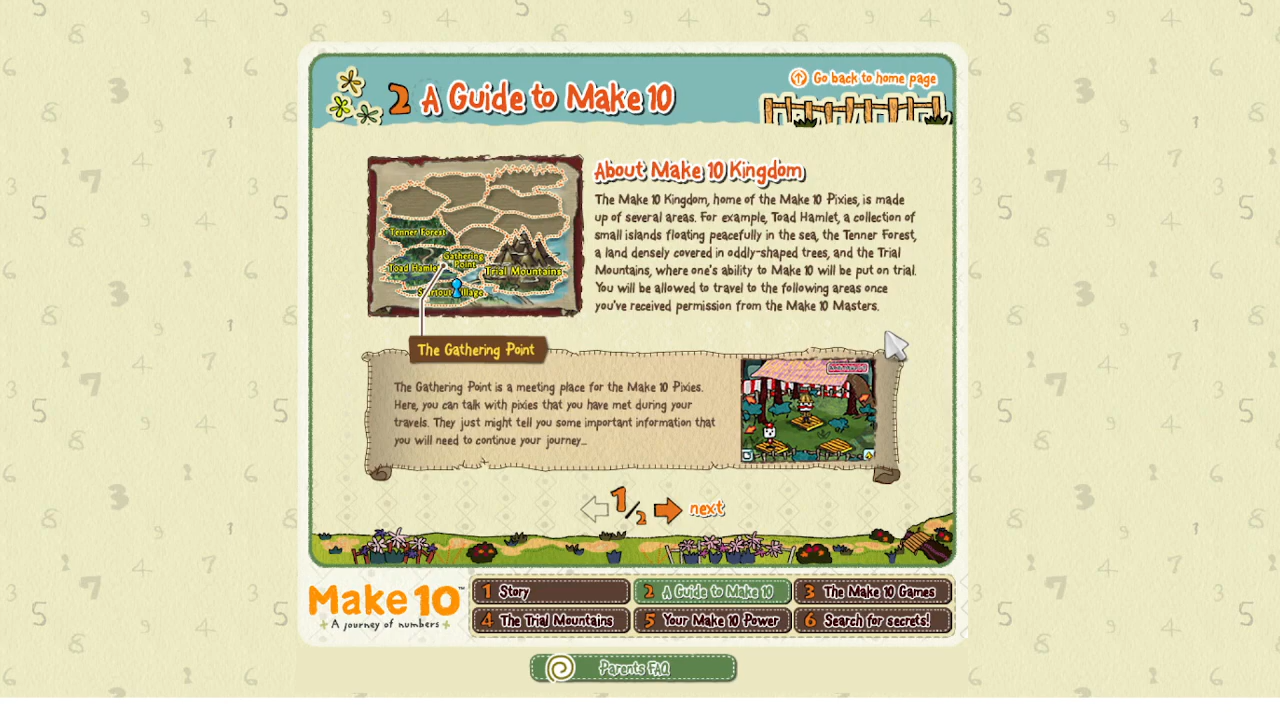 2 A Guide to Make 10
Go back to home page
About Make 10 Kingdom
The Make 10 Kingdom, home of the Make 10 Pixies, is made
up of several areas. For example, Toad Hamlet, a collection of
small islands floating peacefully in the sea, the Tenner Forest,
a land densely covered in oddly-shaped trees, and the Trial
Mountains, where one's ability to Make 10 will be put on trial.
You will be allowed to travel to the following areas once
you've received permission from the Make 10 Masters.
Tenner Forest
Gathering
Point
Toad Hamle
Trial Mountains
The Gathering Point
The Gathering Point is a meeting place for the Make 10 Pixies.
Here, you can talk with pixies that you have met during your
travels. They just might tell you some important information that
you will need to continue your journey...
1/2 next
Make 10™
A journey of numbers
1 Story
2 A Guide to Make 10
3 The Make 10 Games
4 The Trial Mountains
5 Your Make 10 Power
6 Search for secrets!
Parents FAQ